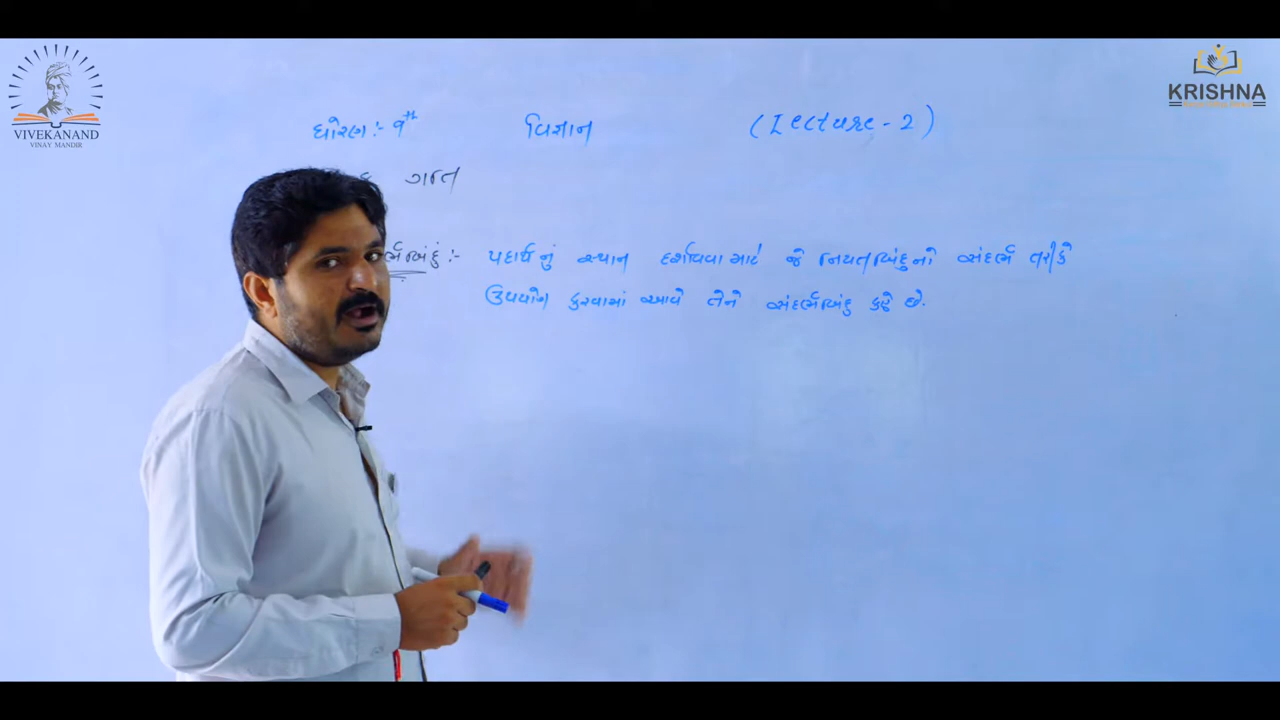 VIVEKANAND
VINAY MANDIR
KRISHNA
ધોરણ :- ૧th વિજ્ઞાન (Lecture - 2)
ગતિ
પદાર્થનું સ્થાન દર્શાવવા માટે જે નિયતબિંદુનો સંદર્ભ તરીકે
ઉપયોગ કરવામાં આવે તેને સંદર્ભબિંદુ કહે છે.